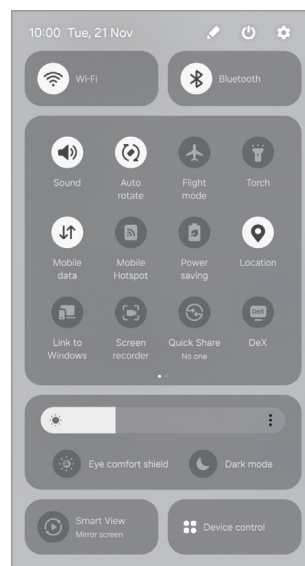 10:00 Tue, 21 Nov
Wi-Fi
Bluetooth
Sound
Auto
rotate
Flight
mode
Torch
Mobile
data
Mobile
Hotspot
Power
saving
Location
Link to
Windows
Screen
recorder
Quick Share
No one
DeX
DeX
Eye comfort shield
Dark mode
Smart View
Mirror screen
Device control